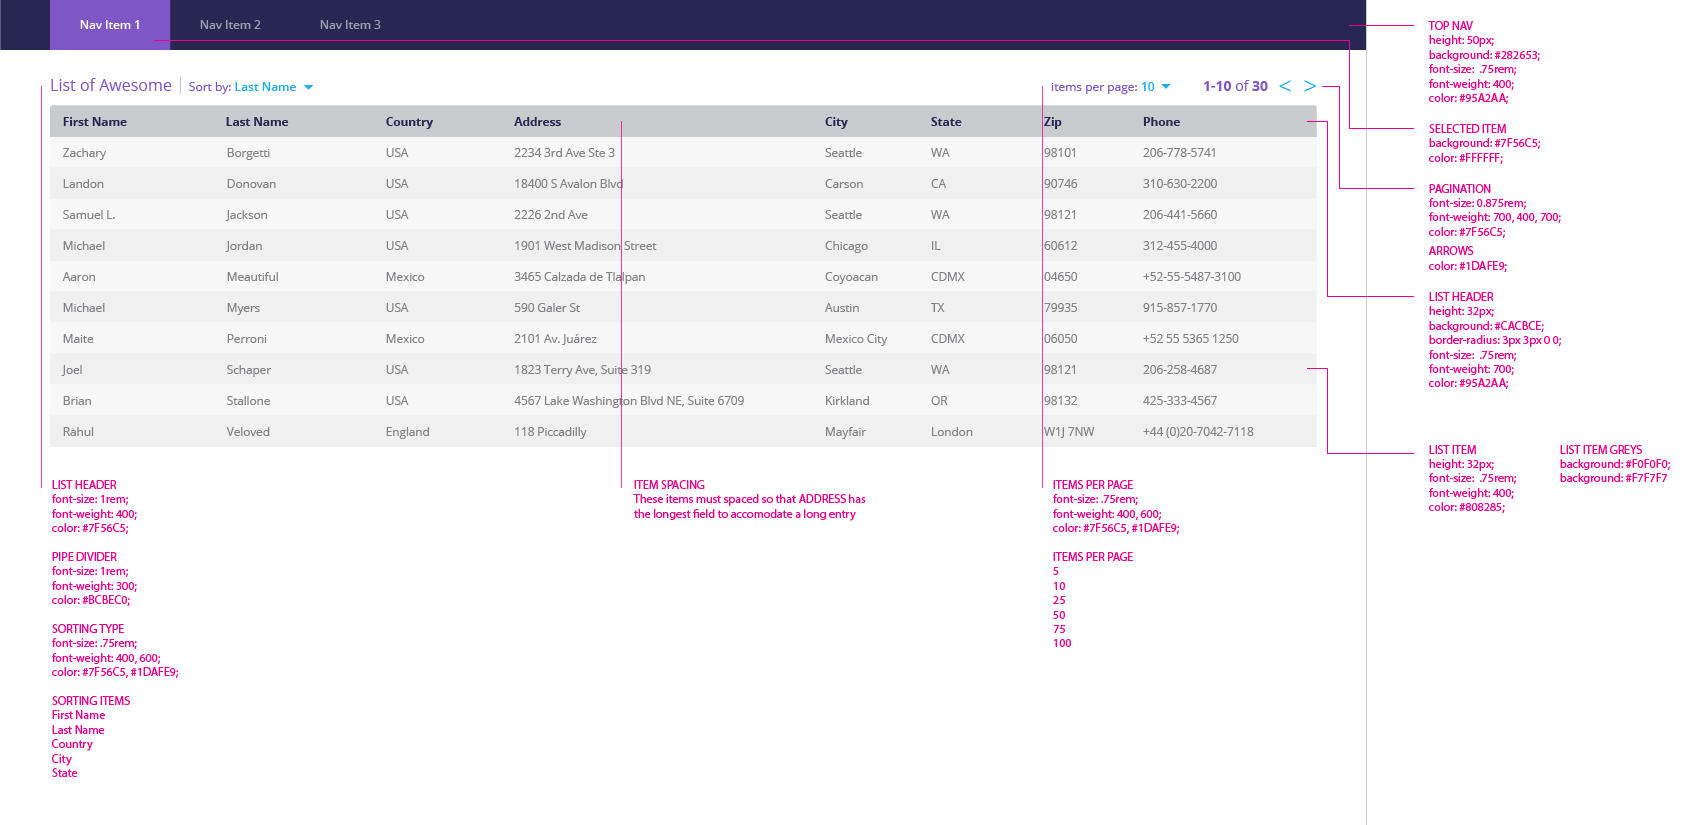 Nav Item 1 Nav Item 2 Nav Item 3
List of Awesome Sort by: Last Name items per page: 10 1-10 of 30 < >
First Name Last Name Country Address City State Zip Phone
Zachary Borgetti USA 2234 3rd Ave Ste 3 Seattle WA 98101 206-778-5741
Landon Donovan USA 18400 S Avalon Blvd Carson CA 90746 310-630-2200
Samuel L. Jackson USA 2226 2nd Ave Seattle WA 98121 206-441-5660
Michael Jordan USA 1901 West Madison Street Chicago IL 60612 312-455-4000
Aaron Meautiful Mexico 3465 Calzada de Tlalpan Coyoacan CDMX 04650 +52-55-5487-3100
Michael Myers USA 590 Galer St Austin TX 79935 915-857-1770
Maite Perroni Mexico 2101 Av. Juárez Mexico City CDMX 06050 +52 55 5365 1250
Joel Schaper USA 1823 Terry Ave, Suite 319 Seattle WA 98121 206-258-4687
Brian Stallone USA 4567 Lake Washington Blvd NE, Suite 6709 Kirkland OR 98132 425-333-4567
Rahul Veloved England 118 Piccadilly Mayfair London W1J 7NW +44 (0)20-7042-7118
TOP NAV
height: 50px;
background: #282653;
font-size: .75rem;
font-weight: 400;
color: #95A2AA;
SELECTED ITEM
background: #7F56C5;
color: #FFFFFF;
PAGINATION
font-size: 0.875rem;
font-weight: 700, 400, 700;
color: #7F56C5;
ARROWS
color: #1DAFE9;
LIST HEADER
height: 32px;
background: #CACBCE;
border-radius: 3px 3px 0 0;
font-size: .75rem;
font-weight: 700;
color: #95A2AA;
LIST ITEM
height: 32px;
font-size: .75rem;
font-weight: 400;
color: #808285;
LIST ITEM GREYS
background: #F0F0F0;
background: #F7F7F7
LIST HEADER
font-size: 1rem;
font-weight: 400;
color: #7F56C5;
PIPE DIVIDER
font-size: 1rem;
font-weight: 300;
color: #BCBEC0;
SORTING TYPE
font-size: .75rem;
font-weight: 400, 600;
color: #7F56C5, #1DAFE9;
SORTING ITEMS
First Name
Last Name
Country
City
State
ITEM SPACING
These items must spaced so that ADDRESS has
the longest field to accomodate a long entry
ITEMS PER PAGE
font-size: .75rem;
font-weight: 400, 600;
color: #7F56C5, #1DAFE9;
ITEMS PER PAGE
5
10
25
50
75
100